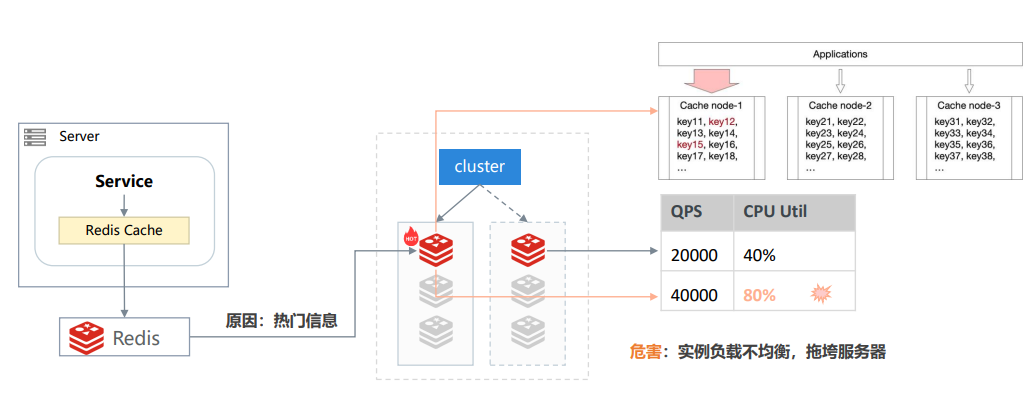 Server
Service
Redis Cache
Redis
原因：热门信息
cluster
HOT
Applications
Cache node-1
key11, key12,
key13, key14,
key15, key16,
key17, key18,
...
Cache node-2
key21, key22,
key23, key24,
key25, key26,
key27, key28,
...
Cache node-3
key31, key32,
key33, key34,
key35, key36,
key37, key38,
...
QPS CPU Util
20000 40%
40000 80%
危害：实例负载不均衡，拖垮服务器